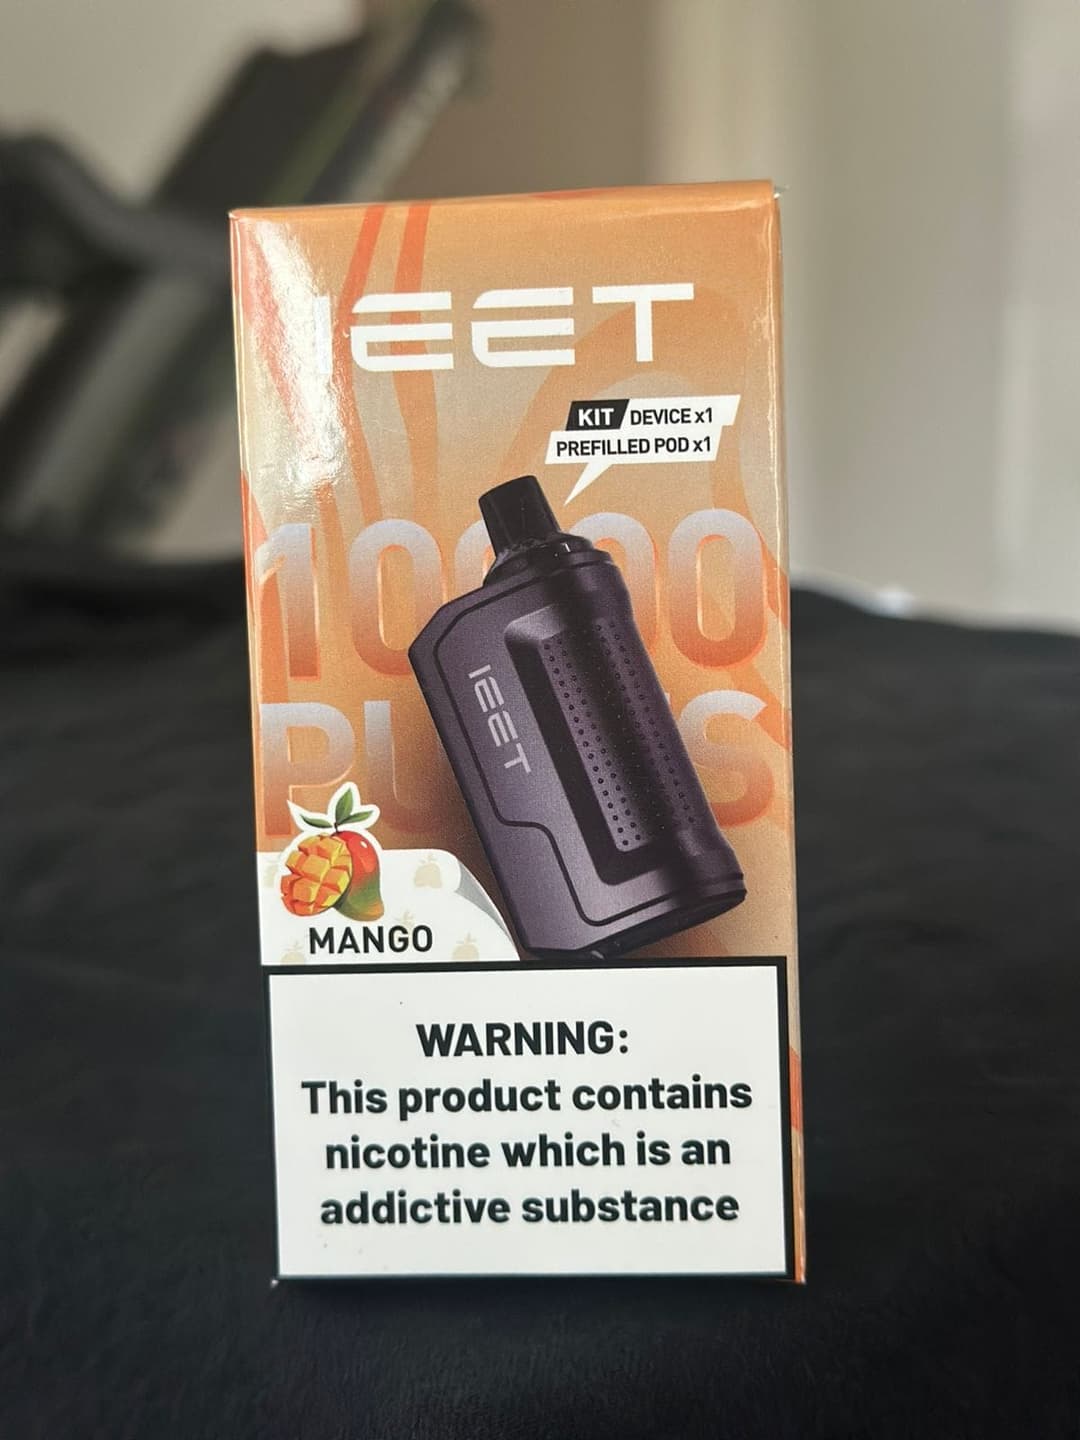 IEET
KIT DEVICE x1
PREFILLED POD x1
IEET
MANGO
WARNING:
This product contains
nicotine which is an
addictive substance